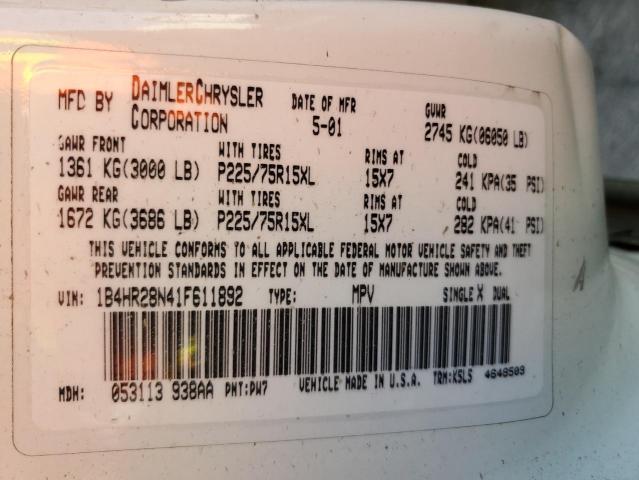 MFD BY DAIMLERCHRYSLER CORPORATION DATE OF MFR 5-01 GVWR 2745 KG(06050 LB)
GAWR FRONT WITH TIRES RIMS AT COLD
1361 KG(3000 LB) P225/75R15XL 15X7 241 KPA(35 PSI)
GAWR REAR WITH TIRES RIMS AT COLD
1672 KG(3686 LB) P225/75R15XL 15X7 282 KPA(41 PSI)
THIS VEHICLE CONFORMS TO ALL APPLICABLE FEDERAL MOTOR VEHICLE SAFETY AND THEFT
PREVENTION STANDARDS IN EFFECT ON THE DATE OF MANUFACTURE SHOWN ABOVE.
VIN: 1B4HR28N41F611892 TYPE: MPV SINGLE X DUAL
MDH: 053113 938AA PNT:PW7 VEHICLE MADE IN U.S.A. TRM:K5LS 4648503
A